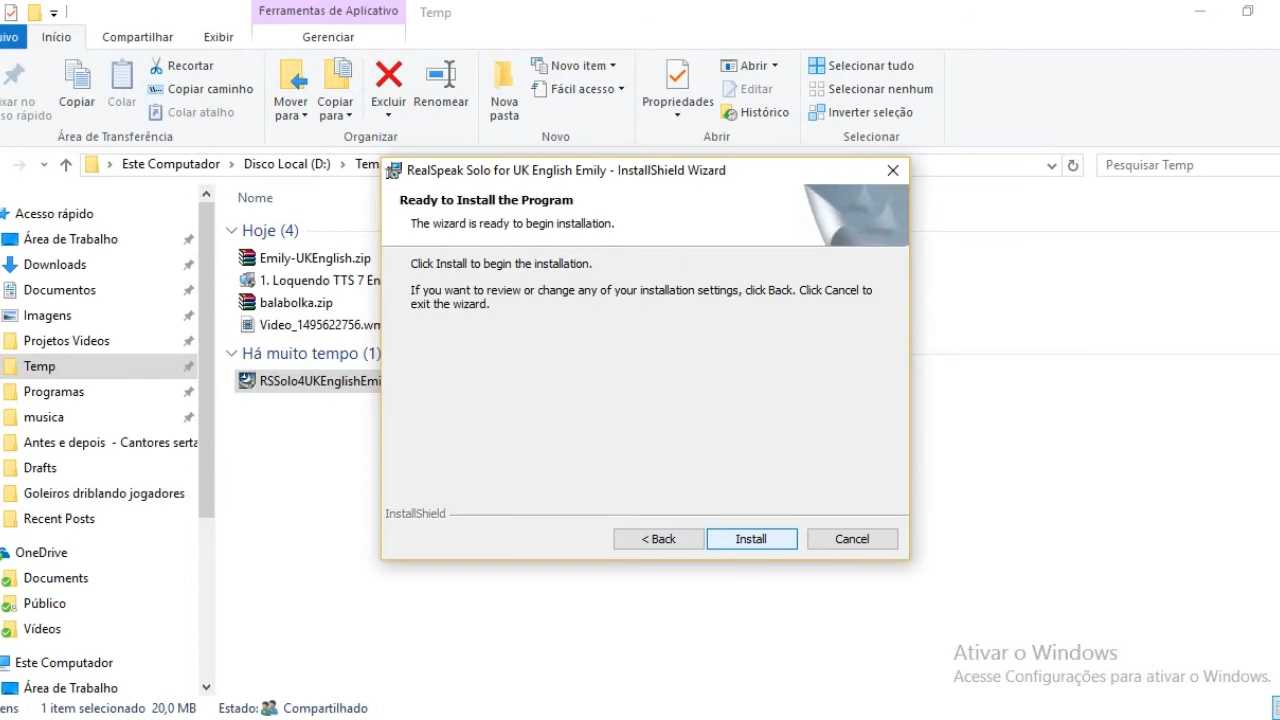 Ferramentas de Aplicativo
Temp
Início
Compartilhar
Exibir
Gerenciar
Copiar
Colar
Recortar
Copiar caminho
Colar atalho
Área de Transferência
Mover para
Copiar para
Excluir
Renomear
Organizar
Nova pasta
Novo item
Fácil acesso
Novo
Propriedades
Abrir
Editar
Histórico
Abrir
Selecionar tudo
Selecionar nenhum
Inverter seleção
Selecionar
Este Computador
Disco Local (D:)
Tem
Pesquisar Temp
Acesso rápido
Área de Trabalho
Downloads
Documentos
Imagens
Projetos Videos
Temp
Programas
musica
Antes e depois - Cantores serta
Drafts
Goleiros driblando jogadores
Recent Posts
OneDrive
Documents
Público
Vídeos
Este Computador
Área de Trabalho
Nome
Hoje (4)
Emily-UKEnglish.zip
1. Loquendo TTS 7 En
balabolka.zip
Video_1495622756.wm
Há muito tempo (1)
RSSolo4UKEnglishEmi
RealSpeak Solo for UK English Emily - InstallShield Wizard
Ready to Install the Program
The wizard is ready to begin installation.
Click Install to begin the installation.
If you want to review or change any of your installation settings, click Back. Click Cancel to
exit the wizard.
InstallShield
< Back
Install
Cancel
Ativar o Windows
Acesse Configurações para ativar o Windows.
1 item selecionado 20,0 MB
Estado:
Compartilhado